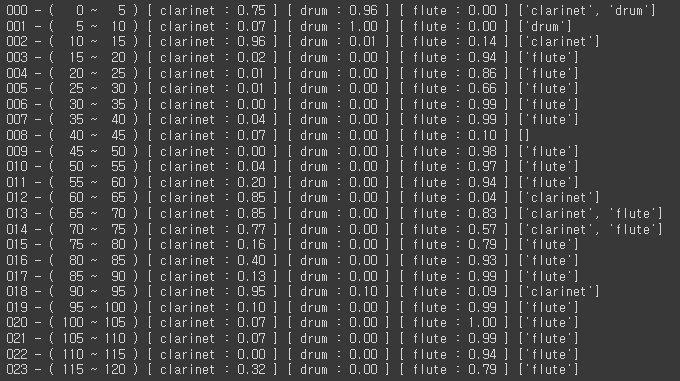 000 - (   0 ~   5 ) [ clarinet : 0.75 ] [ drum : 0.96 ] [ flute : 0.00 ] ['clarinet', 'drum']
001 - (   5 ~  10 ) [ clarinet : 0.07 ] [ drum : 1.00 ] [ flute : 0.00 ] ['drum']
002 - (  10 ~  15 ) [ clarinet : 0.96 ] [ drum : 0.01 ] [ flute : 0.14 ] ['clarinet']
003 - (  15 ~  20 ) [ clarinet : 0.02 ] [ drum : 0.00 ] [ flute : 0.94 ] ['flute']
004 - (  20 ~  25 ) [ clarinet : 0.01 ] [ drum : 0.00 ] [ flute : 0.86 ] ['flute']
005 - (  25 ~  30 ) [ clarinet : 0.01 ] [ drum : 0.00 ] [ flute : 0.66 ] ['flute']
006 - (  30 ~  35 ) [ clarinet : 0.00 ] [ drum : 0.00 ] [ flute : 0.99 ] ['flute']
007 - (  35 ~  40 ) [ clarinet : 0.04 ] [ drum : 0.00 ] [ flute : 0.99 ] ['flute']
008 - (  40 ~  45 ) [ clarinet : 0.07 ] [ drum : 0.00 ] [ flute : 0.10 ] []
009 - (  45 ~  50 ) [ clarinet : 0.00 ] [ drum : 0.00 ] [ flute : 0.98 ] ['flute']
010 - (  50 ~  55 ) [ clarinet : 0.04 ] [ drum : 0.00 ] [ flute : 0.97 ] ['flute']
011 - (  55 ~  60 ) [ clarinet : 0.20 ] [ drum : 0.00 ] [ flute : 0.94 ] ['flute']
012 - (  60 ~  65 ) [ clarinet : 0.85 ] [ drum : 0.00 ] [ flute : 0.04 ] ['clarinet']
013 - (  65 ~  70 ) [ clarinet : 0.85 ] [ drum : 0.00 ] [ flute : 0.83 ] ['clarinet', 'flute']
014 - (  70 ~  75 ) [ clarinet : 0.77 ] [ drum : 0.00 ] [ flute : 0.57 ] ['clarinet', 'flute']
015 - (  75 ~  80 ) [ clarinet : 0.16 ] [ drum : 0.00 ] [ flute : 0.79 ] ['flute']
016 - (  80 ~  85 ) [ clarinet : 0.40 ] [ drum : 0.00 ] [ flute : 0.93 ] ['flute']
017 - (  85 ~  90 ) [ clarinet : 0.13 ] [ drum : 0.00 ] [ flute : 0.99 ] ['flute']
018 - (  90 ~  95 ) [ clarinet : 0.95 ] [ drum : 0.10 ] [ flute : 0.09 ] ['clarinet']
019 - (  95 ~ 100 ) [ clarinet : 0.10 ] [ drum : 0.00 ] [ flute : 0.99 ] ['flute']
020 - ( 100 ~ 105 ) [ clarinet : 0.07 ] [ drum : 0.00 ] [ flute : 1.00 ] ['flute']
021 - ( 105 ~ 110 ) [ clarinet : 0.07 ] [ drum : 0.00 ] [ flute : 0.99 ] ['flute']
022 - ( 110 ~ 115 ) [ clarinet : 0.00 ] [ drum : 0.00 ] [ flute : 0.94 ] ['flute']
023 - ( 115 ~ 120 ) [ clarinet : 0.32 ] [ drum : 0.00 ] [ flute : 0.79 ] ['flute']